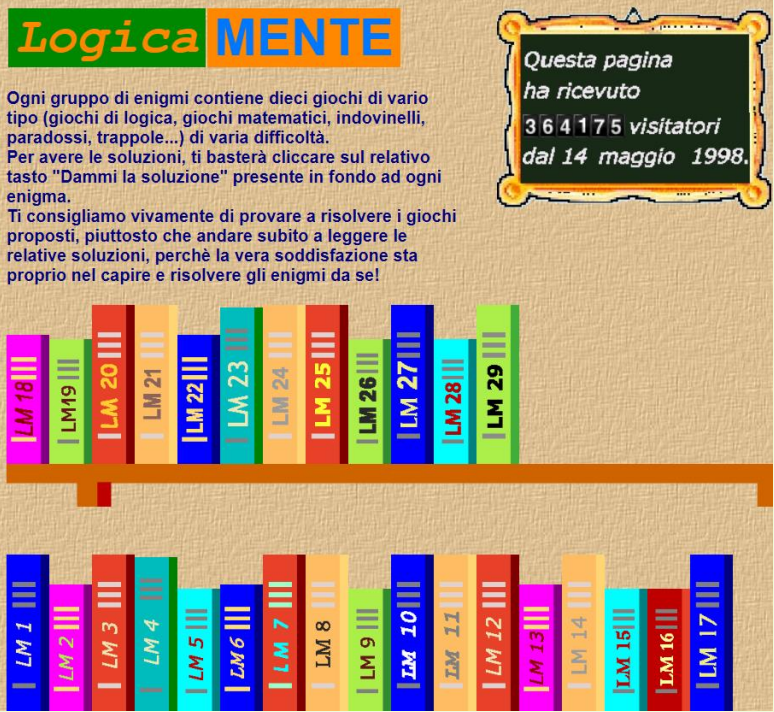 Logica MENTE
Ogni gruppo di enigmi contiene dieci giochi di vario
tipo (giochi di logica, giochi matematici, indovinelli,
paradossi, trappole...) di varia difficoltà.
Per avere le soluzioni, ti basterà cliccare sul relativo
tasto "Dammi la soluzione" presente in fondo ad ogni
enigma.
Ti consigliamo vivamente di provare a risolvere i giochi
proposti, piuttosto che andare subito a leggere le
relative soluzioni, perchè la vera soddisfazione sta
proprio nel capire e risolvere gli enigmi da se!
Questa pagina
ha ricevuto
364175 visitatori
dal 14 maggio 1998.
LM 18
LM19
LM 20
LM 21
LM 22
LM 23
LM 24
LM 25
LM 26
LM 27
LM 28
LM 29
LM 1
LM 2
LM 3
LM 4
LM 5
LM 6
LM 7
LM 8
LM 9
LM 10
LM 11
LM 12
LM 13
LM 14
LM 15
LM 16
LM 17